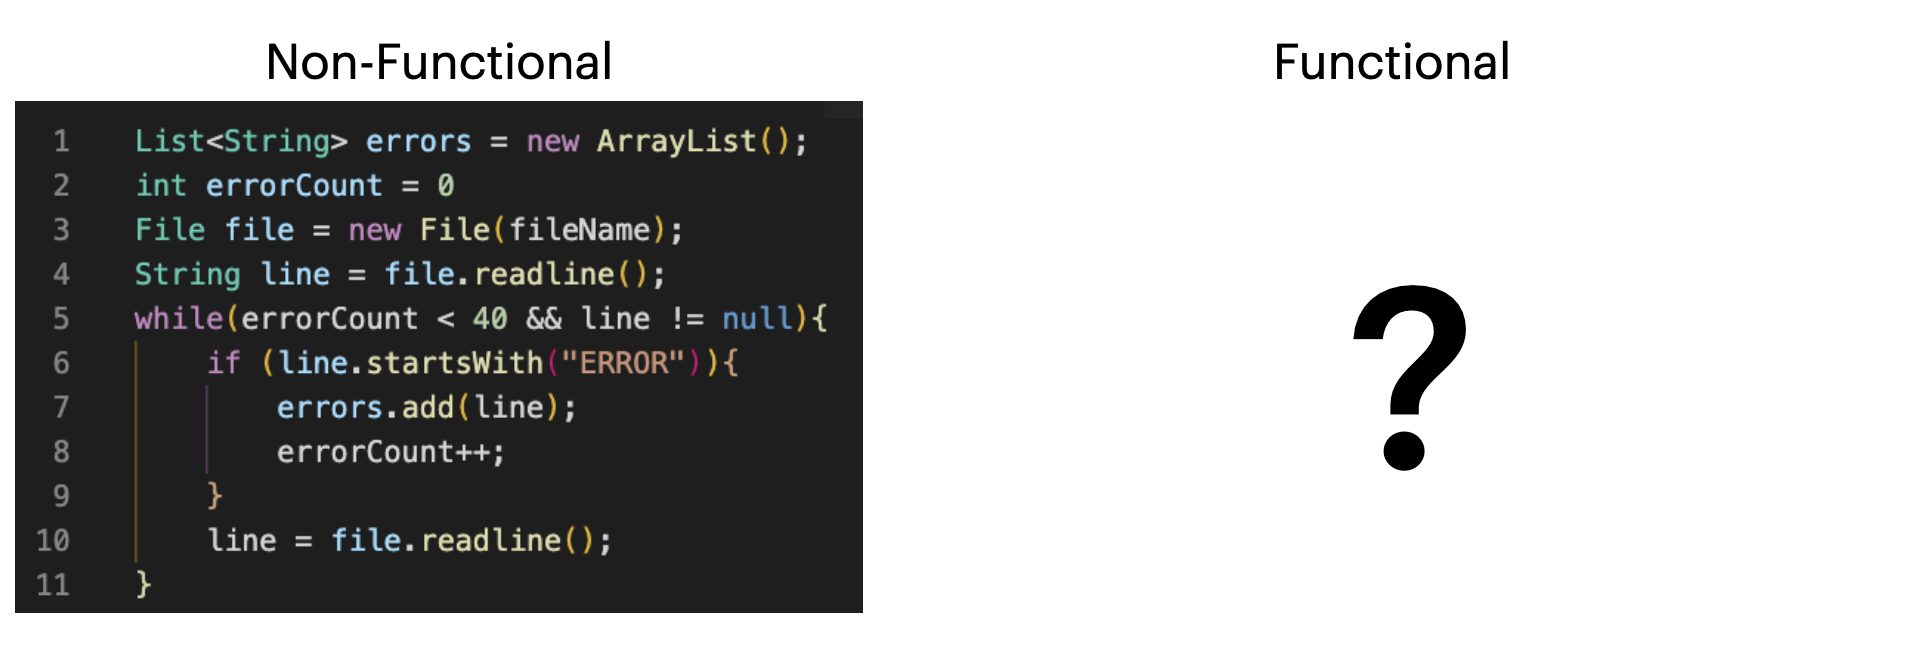 Non-Functional
Functional
1 List<String> errors = new ArrayList();
2 int errorCount = 0
3 File file = new File(fileName);
4 String line = file.readline();
5 while(errorCount < 40 && line != null){
6 if (line.startsWith("ERROR")){
7 errors.add(line);
8 errorCount++;
9 }
10 line = file.readline();
11 }
?